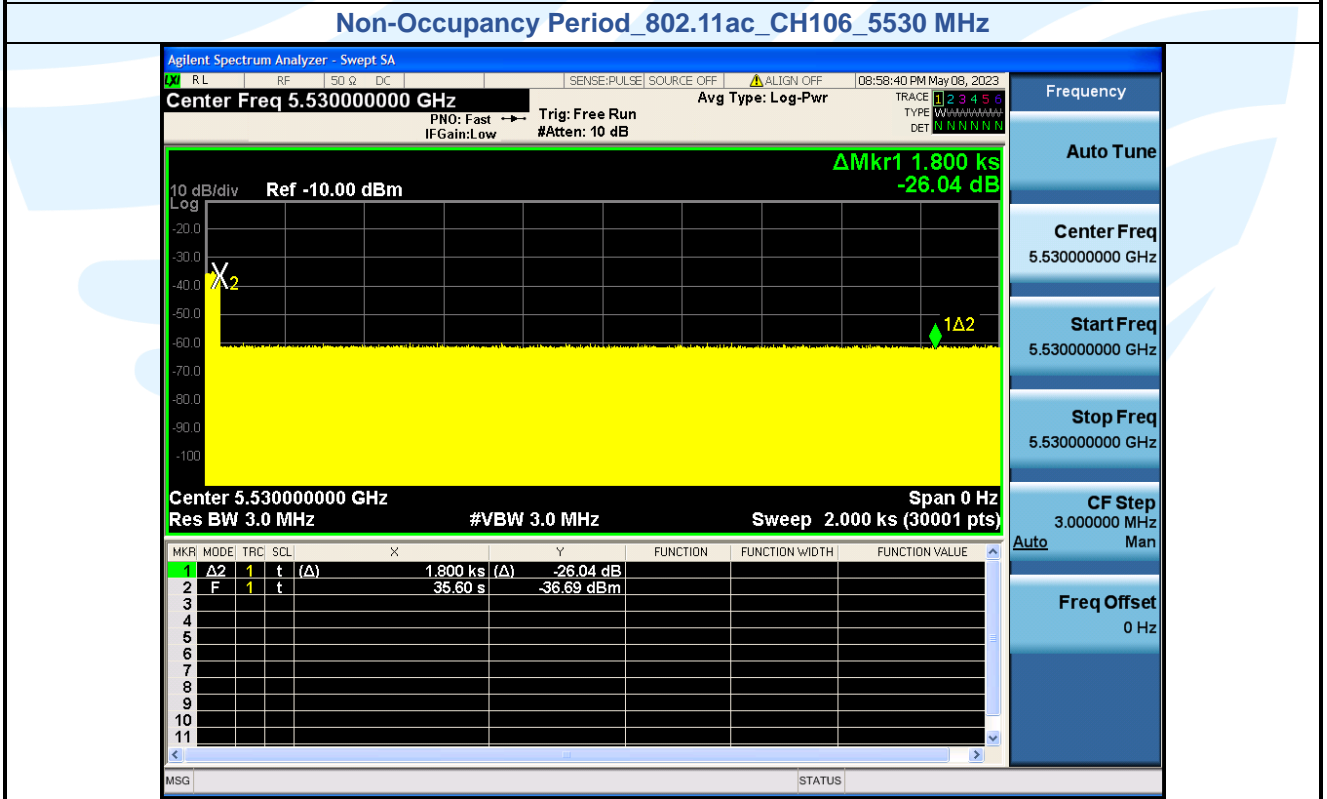 Non-Occupancy Period_802.11ac_CH106_5530 MHz
Agilent Spectrum Analyzer - Swept SA
LXI RL RF 50 Ω DC SENSE:PULSE SOURCE OFF ALIGN OFF 08:58:40 PM May 08, 2023
Center Freq 5.530000000 GHz
PNO: Fast
IFGain:Low
Trig: Free Run
#Atten: 10 dB
Avg Type: Log-Pwr
TRACE 1 2 3 4 5 6
TYPE WWWWWW
DET N N N N N N
ΔMkr1 1.800 ks
-26.04 dB
10 dB/div Ref -10.00 dBm
Log
-20.0
-30.0
-40.0
-50.0
-60.0
-70.0
-80.0
-90.0
-100
2
1Δ2
Center 5.530000000 GHz Span 0 Hz
Res BW 3.0 MHz #VBW 3.0 MHz Sweep 2.000 ks (30001 pts)
MKR MODE TRC SCL X Y FUNCTION FUNCTION WIDTH FUNCTION VALUE
1 Δ2 1 t (Δ) 1.800 ks (Δ) -26.04 dB
2 F 1 t 35.60 s -36.69 dBm
3
4
5
6
7
8
9
10
11
MSG STATUS
Frequency
Auto Tune
Center Freq
5.530000000 GHz
Start Freq
5.530000000 GHz
Stop Freq
5.530000000 GHz
CF Step
3.000000 MHz
Auto Man
Freq Offset
0 Hz